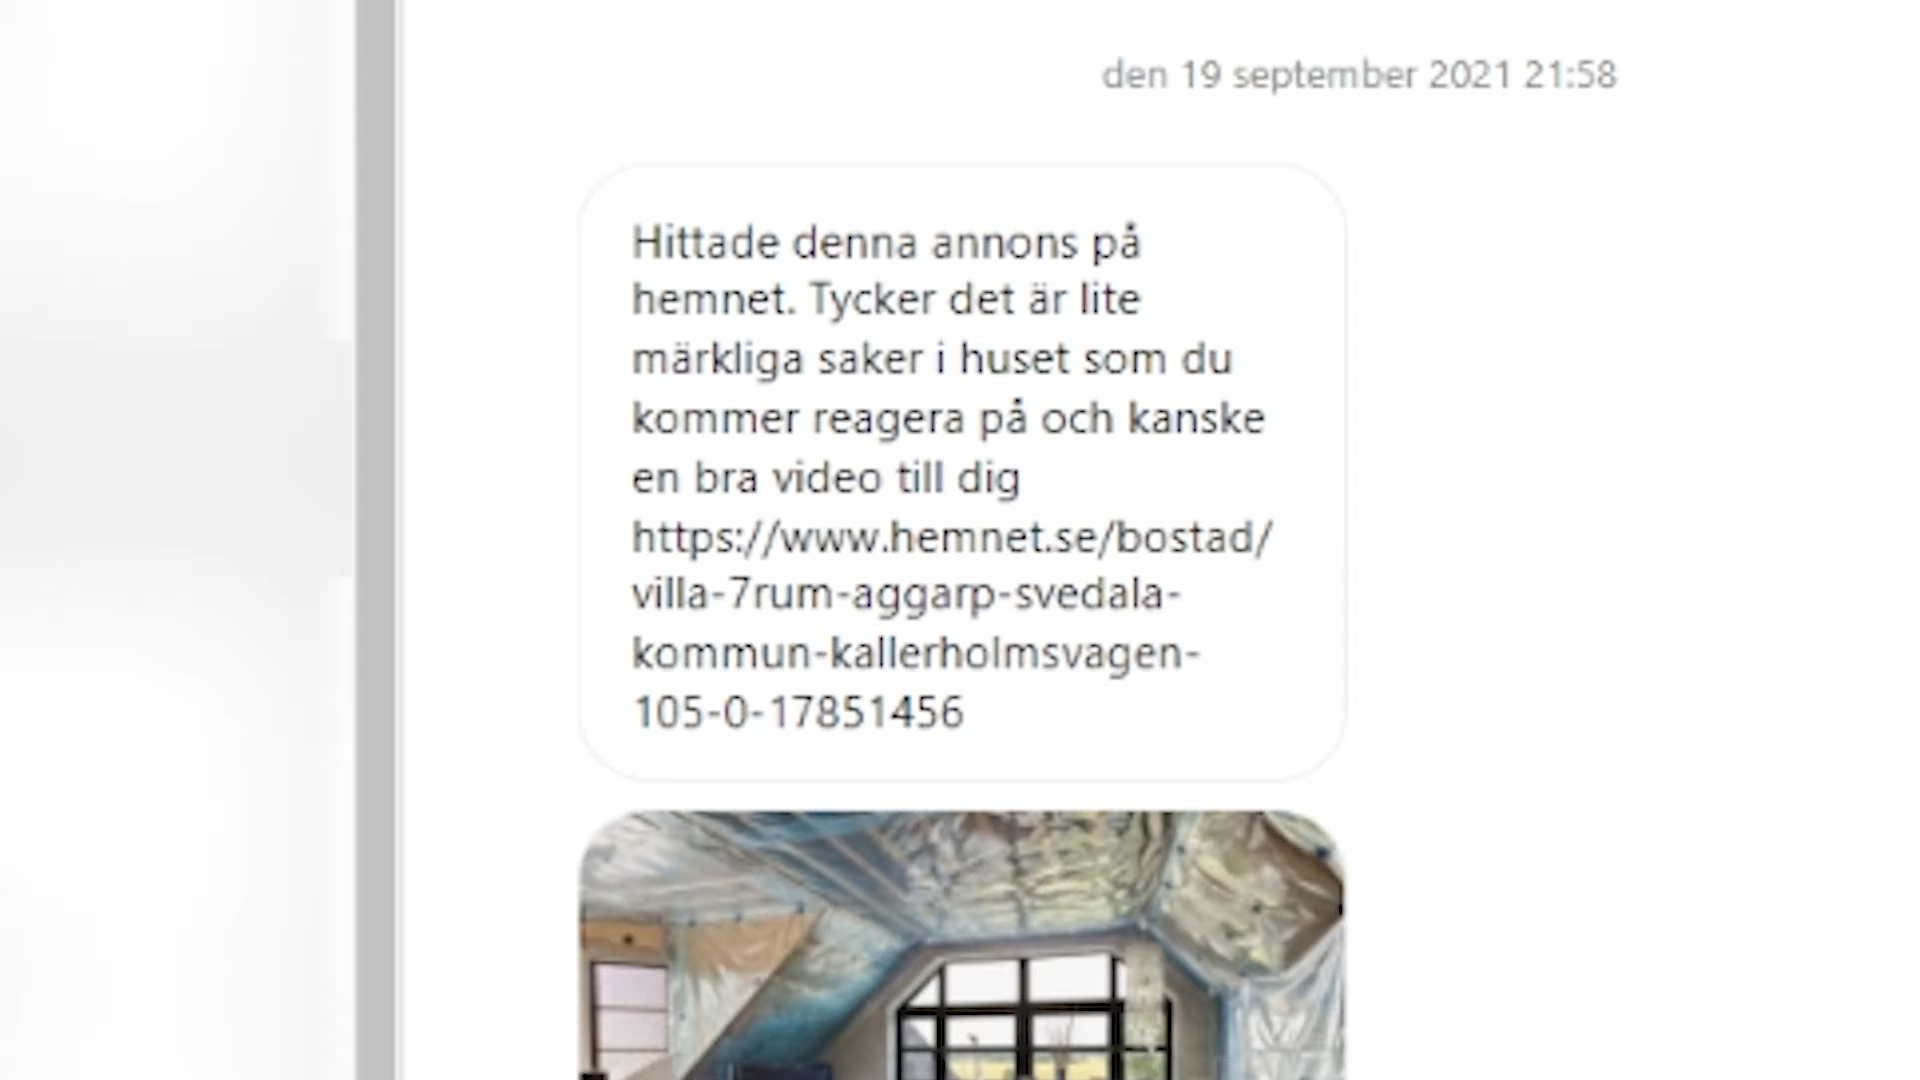 den 19 september 2021 21:58
Hittade denna annons på
hemnet. Tycker det är lite
märkliga saker i huset som du
kommer reagera på och kanske
en bra video till dig
https://www.hemnet.se/bostad/
villa-7rum-aggarp-svedala-
kommun-kallerholmsvagen-
105-0-17851456